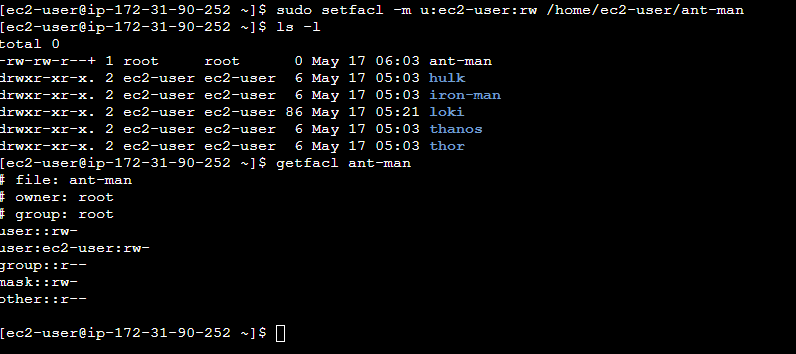 [ec2-user@ip-172-31-90-252 ~]$ sudo setfacl -m u:ec2-user:rw /home/ec2-user/ant-man
[ec2-user@ip-172-31-90-252 ~]$ ls -l
total 0
-rw-rw-r--+ 1 root     root      0 May 17 06:03 ant-man
drwxr-xr-x. 2 ec2-user ec2-user  6 May 17 05:03 hulk
drwxr-xr-x. 2 ec2-user ec2-user  6 May 17 05:03 iron-man
drwxr-xr-x. 2 ec2-user ec2-user 86 May 17 05:21 loki
drwxr-xr-x. 2 ec2-user ec2-user  6 May 17 05:03 thanos
drwxr-xr-x. 2 ec2-user ec2-user  6 May 17 05:03 thor
[ec2-user@ip-172-31-90-252 ~]$ getfacl ant-man
# file: ant-man
# owner: root
# group: root
user::rw-
user:ec2-user:rw-
group::r--
mask::rw-
other::r--
[ec2-user@ip-172-31-90-252 ~]$